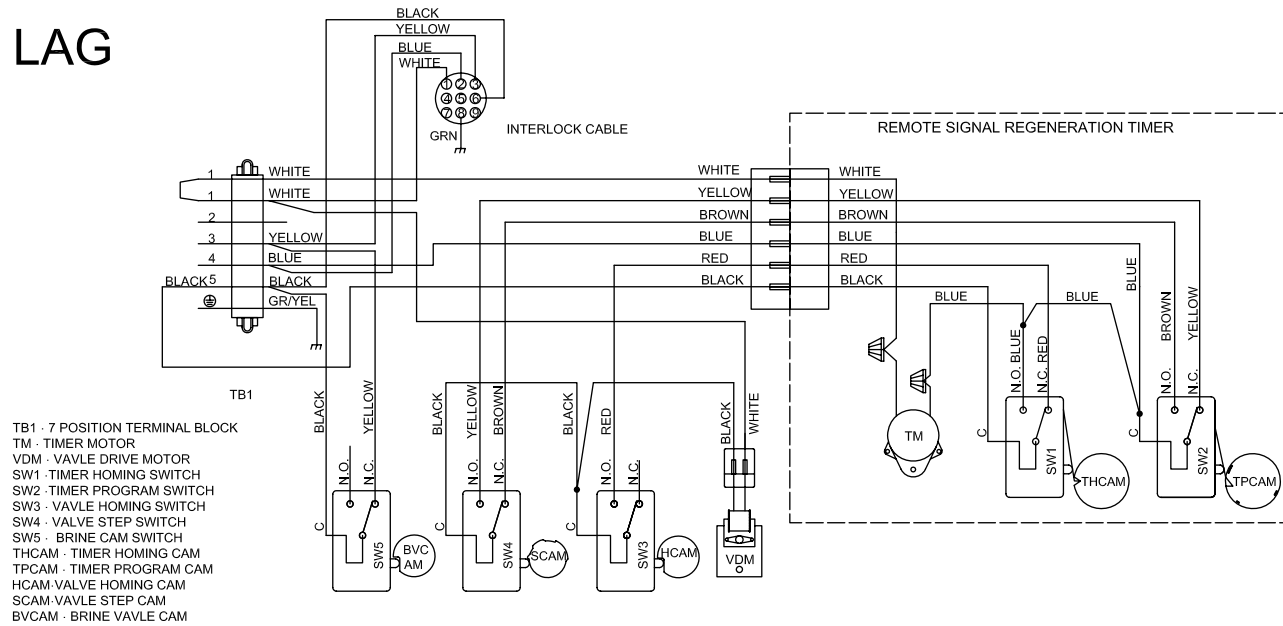 LAG
BLACK
YELLOW
BLUE
WHITE
1 2 3
4 5 6
7 8 9
GRN
INTERLOCK CABLE
REMOTE SIGNAL REGENERATION TIMER
1 WHITE WHITE WHITE
1 WHITE YELLOW YELLOW
2 BROWN BROWN
3 YELLOW BLUE BLUE
4 BLUE RED RED
BLACK 5 BLACK BLACK BLACK
GR/YEL
BLUE BLUE
BLUE
BROWN
YELLOW
N.O. BLUE
N.C. RED
N.O.
N.C.
TB1
BLACK
YELLOW
BLACK
YELLOW
BROWN
BLACK
RED
BLACK
WHITE
N.O.
N.C.
N.O.
N.C.
N.O.
N.C.
TM
C
SW1
THCAM
C
SW2
TPCAM
C
SW5
BVC
AM
C
SW4
SCAM
C
SW3
HCAM
VDM
TB1 - 7 POSITION TERMINAL BLOCK
TM - TIMER MOTOR
VDM - VAVLE DRIVE MOTOR
SW1 -TIMER HOMING SWITCH
SW2 -TIMER PROGRAM SWITCH
SW3 - VAVLE HOMING SWITCH
SW4 - VALVE STEP SWITCH
SW5 - BRINE CAM SWITCH
THCAM - TIMER HOMING CAM
TPCAM - TIMER PROGRAM CAM
HCAM-VALVE HOMING CAM
SCAM-VAVLE STEP CAM
BVCAM - BRINE VAVLE CAM